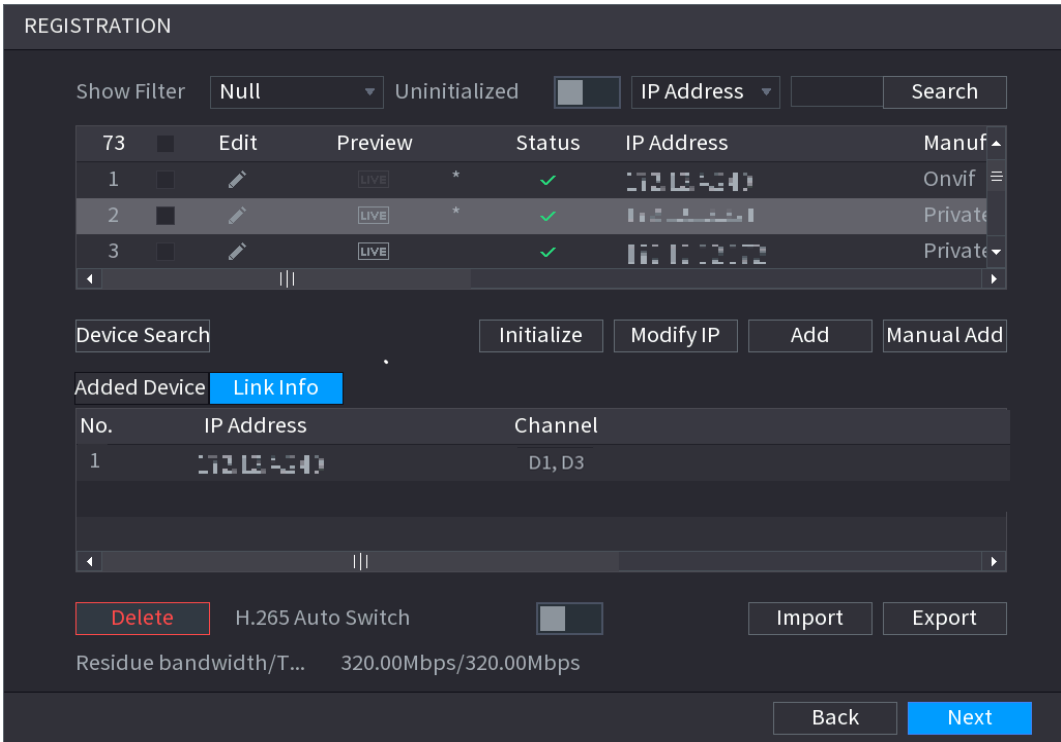 REGISTRATION
Show Filter Null Uninitialized IP Address Search
73 Edit Preview Status IP Address Manuf
1 LIVE * Onvif
2 LIVE * Private
3 LIVE Private
Device Search Initialize Modify IP Add Manual Add
Added Device Link Info
No. IP Address Channel
1 D1, D3
Delete H.265 Auto Switch Import Export
Residue bandwidth/T... 320.00Mbps/320.00Mbps
Back Next